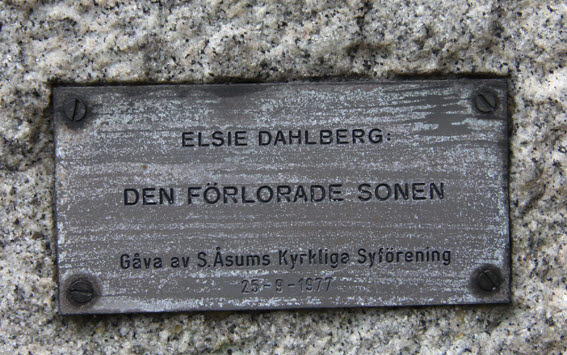 ELSIE DAHLBERG:
DEN FÖRLORADE SONEN
Gåva av S.Åsums Kyrkliga Syförening
25-9-1977